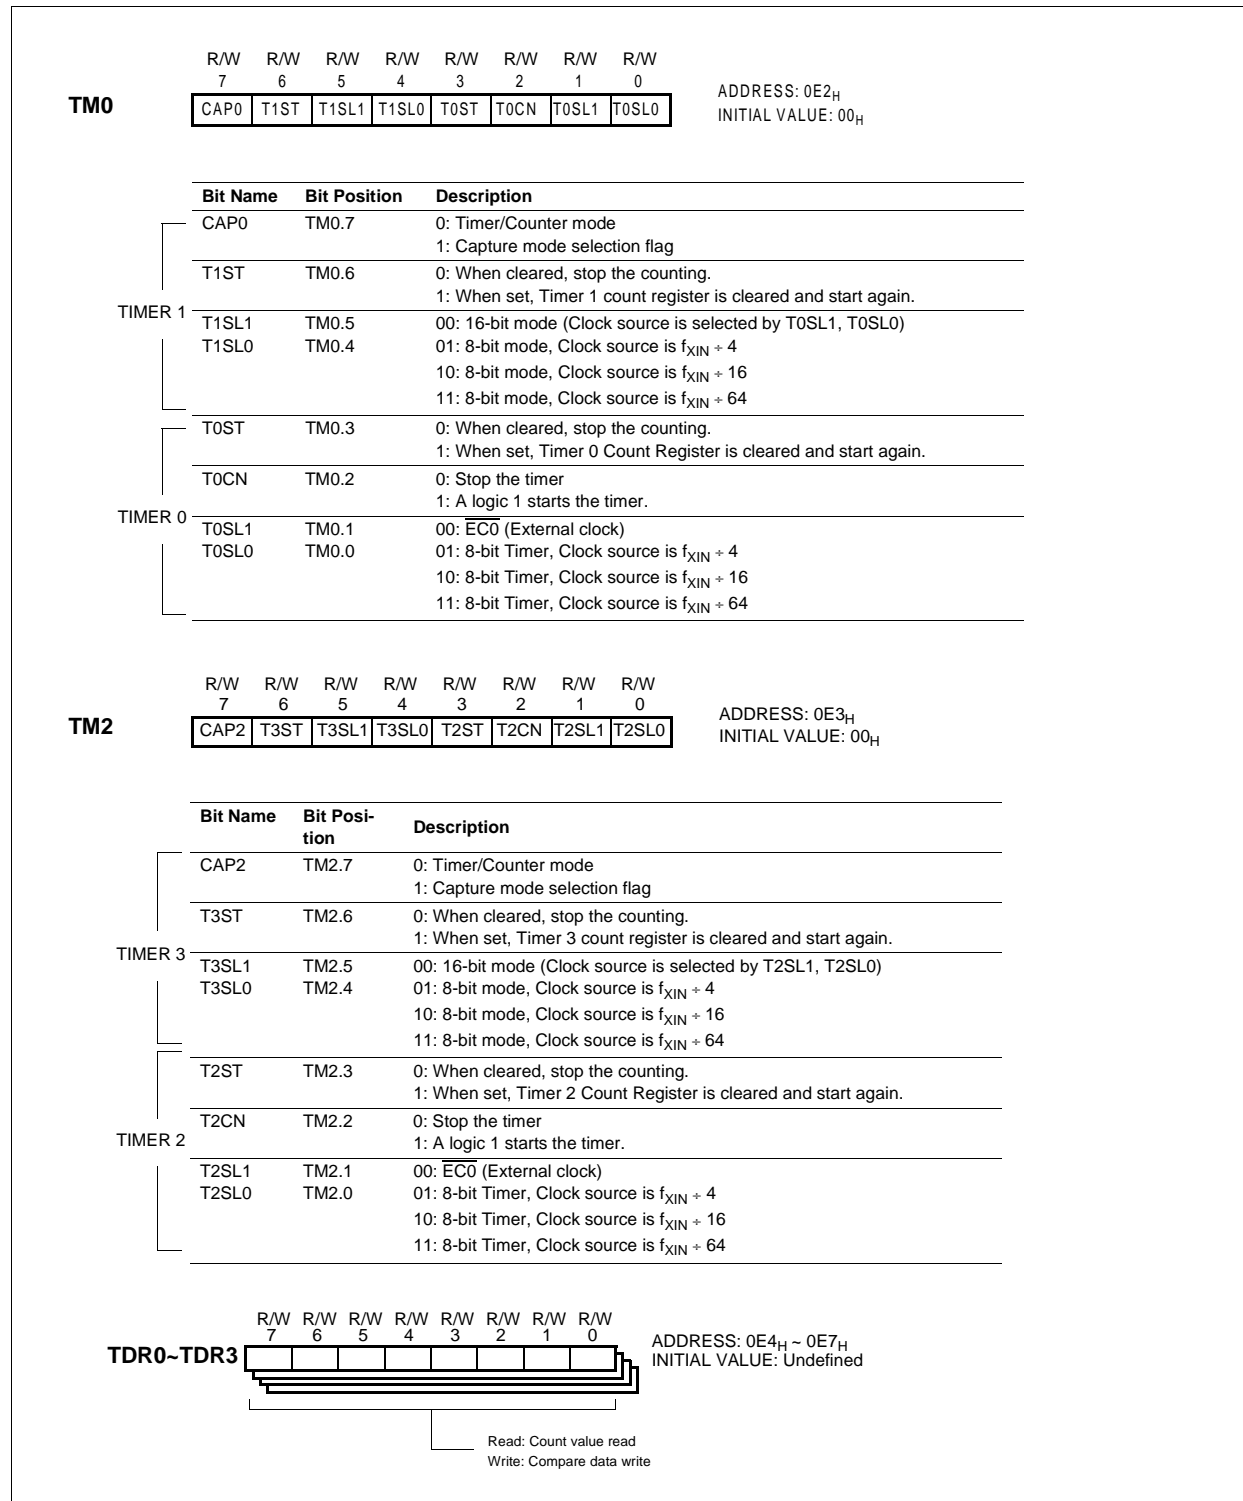 R/W R/W R/W R/W R/W R/W R/W R/W
7 6 5 4 3 2 1 0
TM0 CAP0 T1ST T1SL1 T1SL0 T0ST T0CN T0SL1 T0SL0
ADDRESS: 0E2H
INITIAL VALUE: 00H
Bit Name Bit Position Description
CAP0 TM0.7 0: Timer/Counter mode
1: Capture mode selection flag
T1ST TM0.6 0: When cleared, stop the counting.
1: When set, Timer 1 count register is cleared and start again.
TIMER 1
T1SL1 TM0.5 00: 16-bit mode (Clock source is selected by T0SL1, T0SL0)
T1SL0 TM0.4 01: 8-bit mode, Clock source is fXIN ÷ 4
10: 8-bit mode, Clock source is fXIN ÷ 16
11: 8-bit mode, Clock source is fXIN ÷ 64
T0ST TM0.3 0: When cleared, stop the counting.
1: When set, Timer 0 Count Register is cleared and start again.
T0CN TM0.2 0: Stop the timer
1: A logic 1 starts the timer.
TIMER 0
T0SL1 TM0.1 00: EC0 (External clock)
T0SL0 TM0.0 01: 8-bit Timer, Clock source is fXIN ÷ 4
10: 8-bit Timer, Clock source is fXIN ÷ 16
11: 8-bit Timer, Clock source is fXIN ÷ 64
R/W R/W R/W R/W R/W R/W R/W R/W
7 6 5 4 3 2 1 0
TM2 CAP2 T3ST T3SL1 T3SL0 T2ST T2CN T2SL1 T2SL0
ADDRESS: 0E3H
INITIAL VALUE: 00H
Bit Name Bit Posi-
tion Description
CAP2 TM2.7 0: Timer/Counter mode
1: Capture mode selection flag
T3ST TM2.6 0: When cleared, stop the counting.
1: When set, Timer 3 count register is cleared and start again.
TIMER 3
T3SL1 TM2.5 00: 16-bit mode (Clock source is selected by T2SL1, T2SL0)
T3SL0 TM2.4 01: 8-bit mode, Clock source is fXIN ÷ 4
10: 8-bit mode, Clock source is fXIN ÷ 16
11: 8-bit mode, Clock source is fXIN ÷ 64
T2ST TM2.3 0: When cleared, stop the counting.
1: When set, Timer 2 Count Register is cleared and start again.
T2CN TM2.2 0: Stop the timer
1: A logic 1 starts the timer.
TIMER 2
T2SL1 TM2.1 00: EC0 (External clock)
T2SL0 TM2.0 01: 8-bit Timer, Clock source is fXIN ÷ 4
10: 8-bit Timer, Clock source is fXIN ÷ 16
11: 8-bit Timer, Clock source is fXIN ÷ 64
R/W R/W R/W R/W R/W R/W R/W R/W
7 6 5 4 3 2 1 0
TDR0~TDR3
ADDRESS: 0E4H ~ 0E7H
INITIAL VALUE: Undefined
Read: Count value read
Write: Compare data write